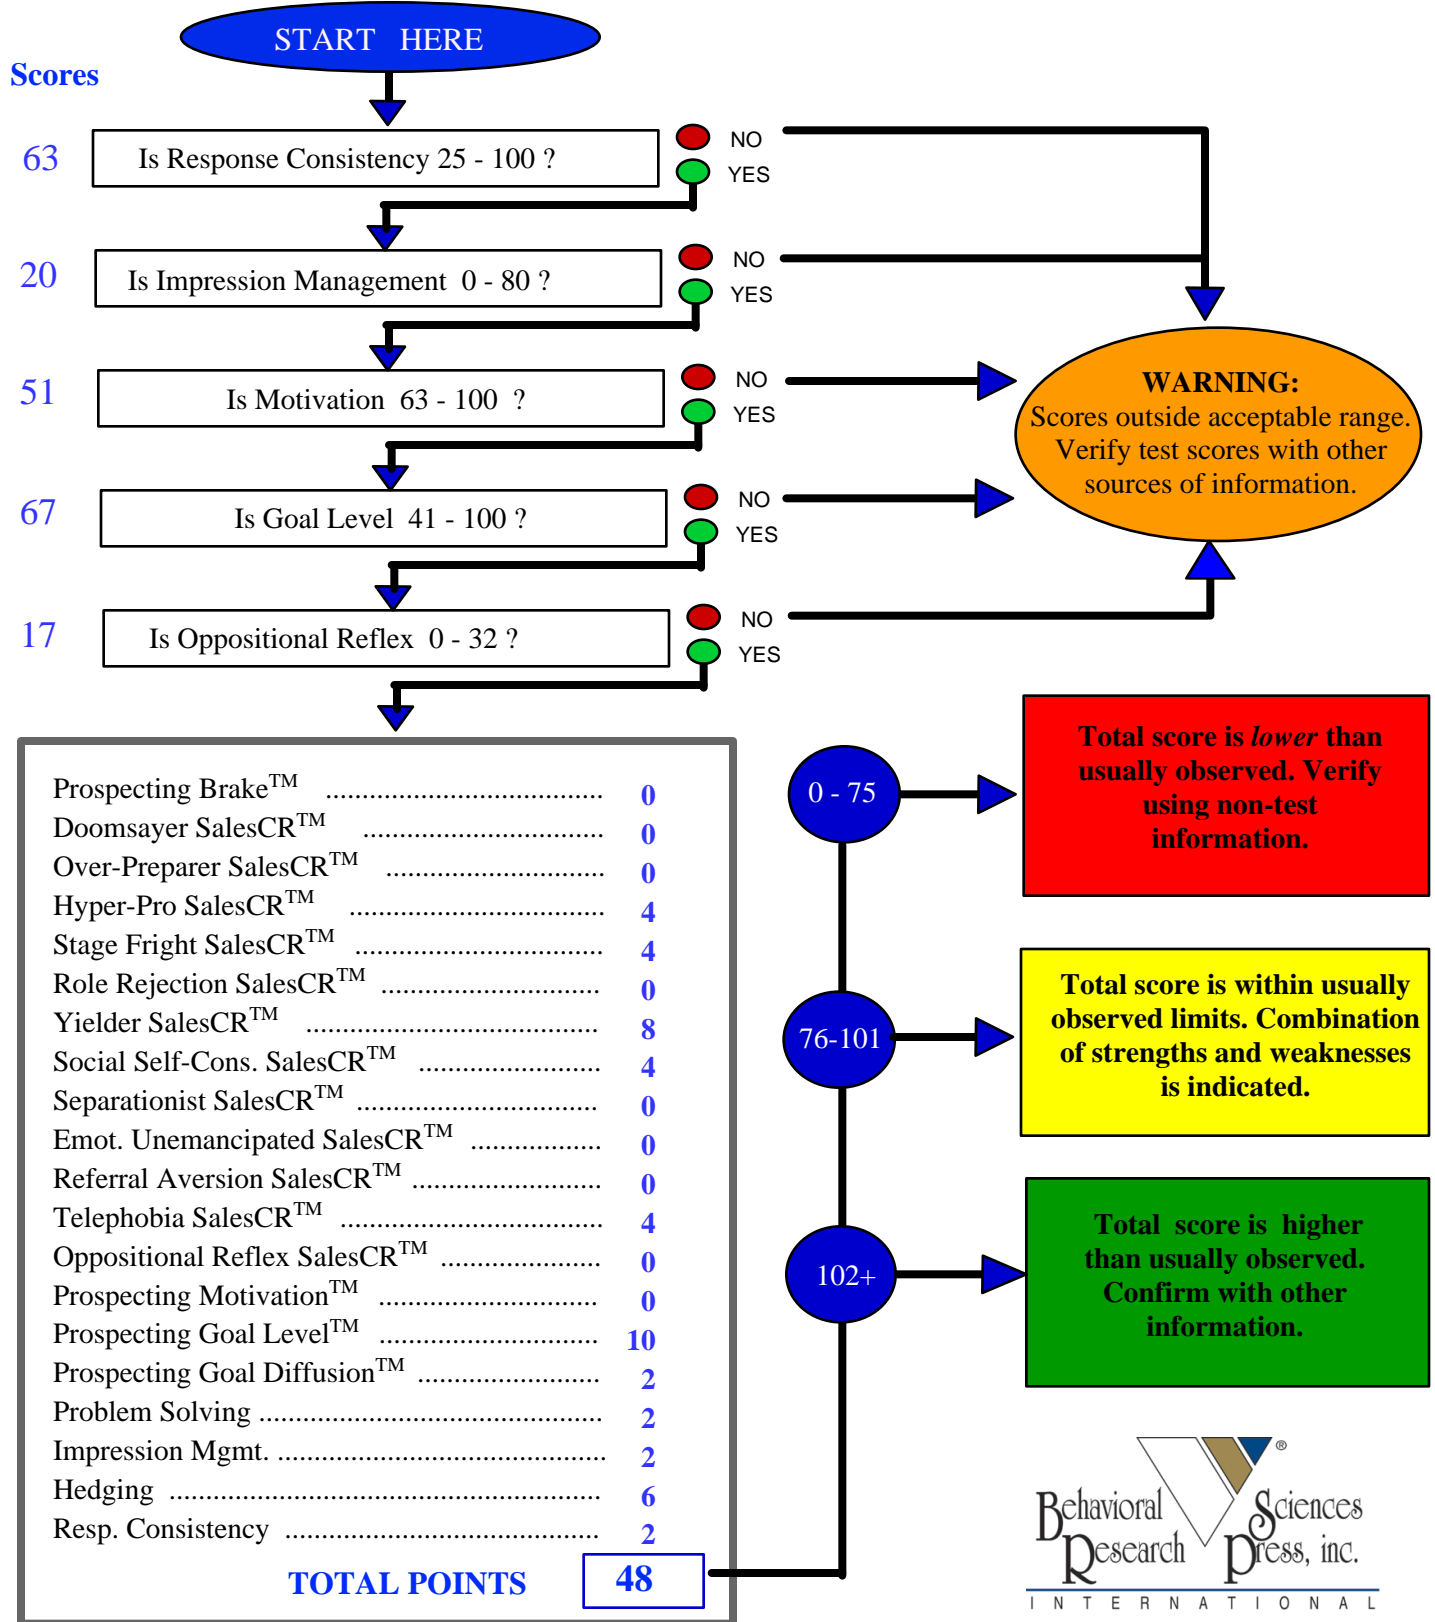 START HERE
Scores
63
Is Response Consistency 25 - 100 ?
NO
YES
20
Is Impression Management 0 - 80 ?
NO
YES
51
Is Motivation 63 - 100 ?
NO
YES
67
Is Goal Level 41 - 100 ?
NO
YES
17
Is Oppositional Reflex 0 - 32 ?
NO
YES
WARNING:
Scores outside acceptable range.
Verify test scores with other
sources of information.
Prospecting Brake™ .................................. 0
Doomsayer SalesCR™ .............................. 0
Over-Preparer SalesCR™ ........................... 0
Hyper-Pro SalesCR™ ................................ 4
Stage Fright SalesCR™ ............................... 4
Role Rejection SalesCR™ ........................... 0
Yielder SalesCR™ ..................................... 8
Social Self-Cons. SalesCR™ ....................... 4
Separationist SalesCR™ .............................. 0
Emot. Unemancipated SalesCR™ ................. 0
Referral Aversion SalesCR™ ........................ 0
Telephobia SalesCR™ ................................. 4
Oppositional Reflex SalesCR™ .................... 0
Prospecting Motivation™ ........................... 0
Prospecting Goal Level™ ........................... 10
Prospecting Goal Diffusion™ ...................... 2
Problem Solving ........................................... 2
Impression Mgmt. ......................................... 2
Hedging ...................................................... 6
Resp. Consistency ....................................... 2
TOTAL POINTS 48
0 - 75
Total score is lower than
usually observed. Verify
using non-test
information.
76-101
Total score is within usually
observed limits. Combination
of strengths and weaknesses
is indicated.
102+
Total score is higher
than usually observed.
Confirm with other
information.
®
Behavioral Sciences
Research Press, inc.
INTERNATIONAL